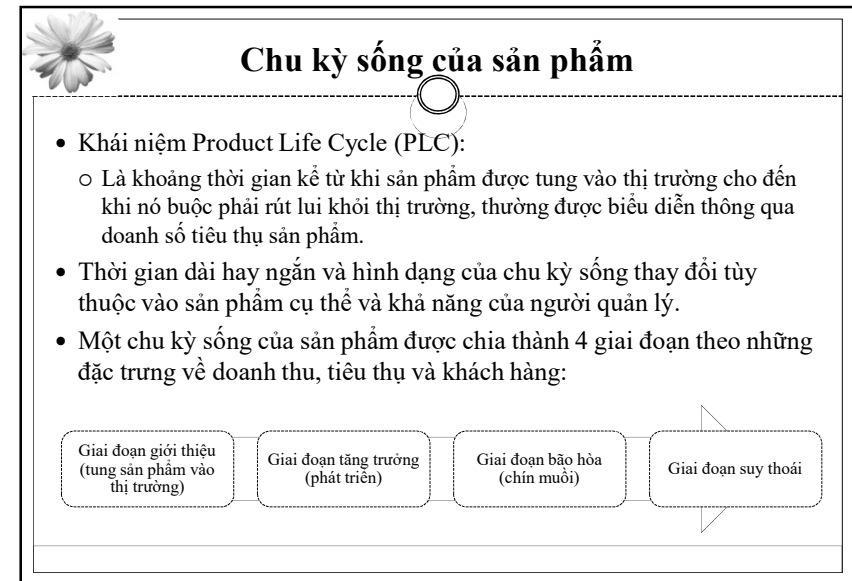 Chu kỳ sống của sản phẩm
• Khái niệm Product Life Cycle (PLC):
o Là khoảng thời gian kể từ khi sản phẩm được tung vào thị trường cho đến
khi nó buộc phải rút lui khỏi thị trường, thường được biểu diễn thông qua
doanh số tiêu thụ sản phẩm.
• Thời gian dài hay ngắn và hình dạng của chu kỳ sống thay đổi tùy
thuộc vào sản phẩm cụ thể và khả năng của người quản lý.
• Một chu kỳ sống của sản phẩm được chia thành 4 giai đoạn theo những
đặc trưng về doanh thu, tiêu thụ và khách hàng:
Giai đoạn giới thiệu
(tung sản phẩm vào
thị trường)
Giai đoạn tăng trưởng
(phát triển)
Giai đoạn bão hòa
(chín muồi)
Giai đoạn suy thoái